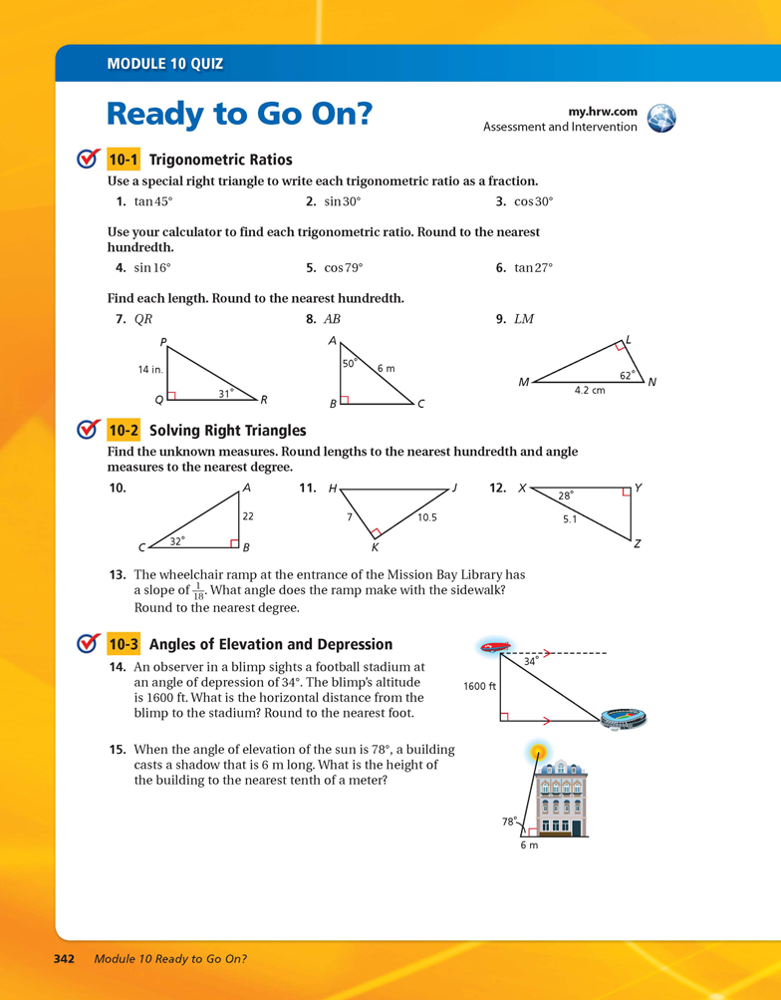 MODULE 10 QUIZ
Ready to Go On?
my.hrw.com
Assessment and Intervention
10-1 Trigonometric Ratios
Use a special right triangle to write each trigonometric ratio as a fraction.
1. tan 45° 2. sin 30° 3. cos 30°
Use your calculator to find each trigonometric ratio. Round to the nearest
hundredth.
4. sin 16° 5. cos 79° 6. tan 27°
Find each length. Round to the nearest hundredth.
7. QR 8. AB 9. LM
P
14 in.
31°
Q
R
A
50°
6 m
B
C
L
62°
M
N
4.2 cm
10-2 Solving Right Triangles
Find the unknown measures. Round lengths to the nearest hundredth and angle
measures to the nearest degree.
10. 11. 12.
A
22
32°
C
B
H
J
7
10.5
K
X
Y
28°
5.1
Z
13. The wheelchair ramp at the entrance of the Mission Bay Library has
a slope of 1/18. What angle does the ramp make with the sidewalk?
Round to the nearest degree.
10-3 Angles of Elevation and Depression
14. An observer in a blimp sights a football stadium at
an angle of depression of 34°. The blimp's altitude
is 1600 ft. What is the horizontal distance from the
blimp to the stadium? Round to the nearest foot.
34°
1600 ft
15. When the angle of elevation of the sun is 78°, a building
casts a shadow that is 6 m long. What is the height of
the building to the nearest tenth of a meter?
78°
6 m
342 Module 10 Ready to Go On?